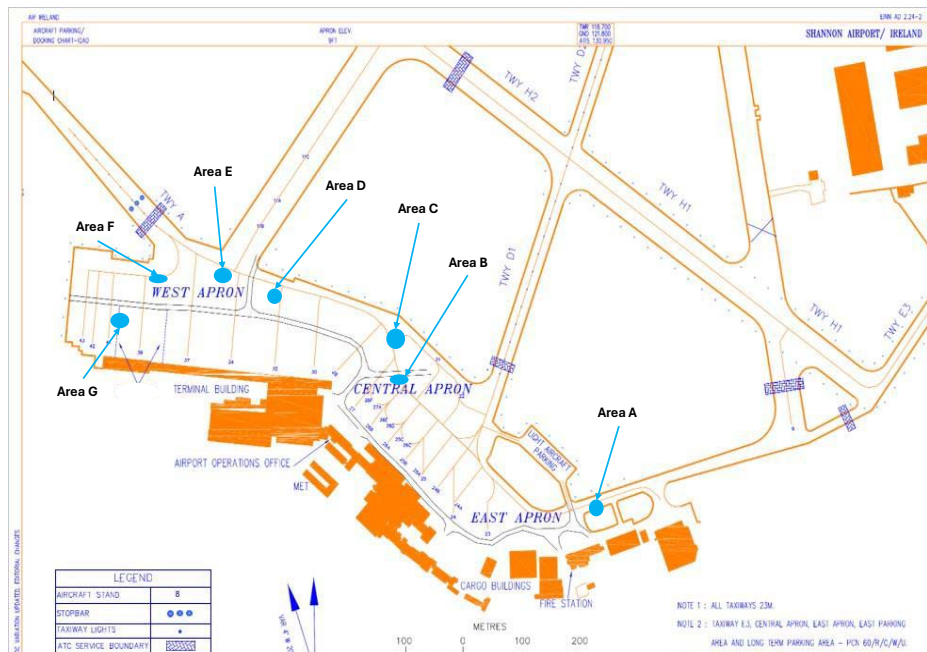 AIP IRELAND
EINN AD 2.24-2
AIRCRAFT PARKING/
DOCKING CHART-ICAO
APRON ELEV.
TWR 118.700
GND 121.800
ATIS 130.950
SHANNON AIRPORT/ IRELAND
TWY D2
TWY H2
TWY H1
TWY H1
TWY E3
TWY D1
TWY A
Area E
Area D
Area C
Area F
Area B
Area G
Area A
WEST APRON
CENTRAL APRON
EAST APRON
TERMINAL BUILDING
LIGHT AIRCRAFT
PARKING
AIRPORT OPERATIONS OFFICE
MET
CARGO BUILDINGS
FIRE STATION
LEGEND
AIRCRAFT STAND 8
STOPBAR
TAXIWAY LIGHTS
ATC SERVICE BOUNDARY
METRES
100 0 100 200
NOTE 1 : ALL TAXIWAYS 23M.
NOTE 2 : TAXIWAY E3, CENTRAL APRON, EAST APRON, EAST PARKING
AREA AND LONG TERM PARKING AREA - PCN 60/R/C/W/U.